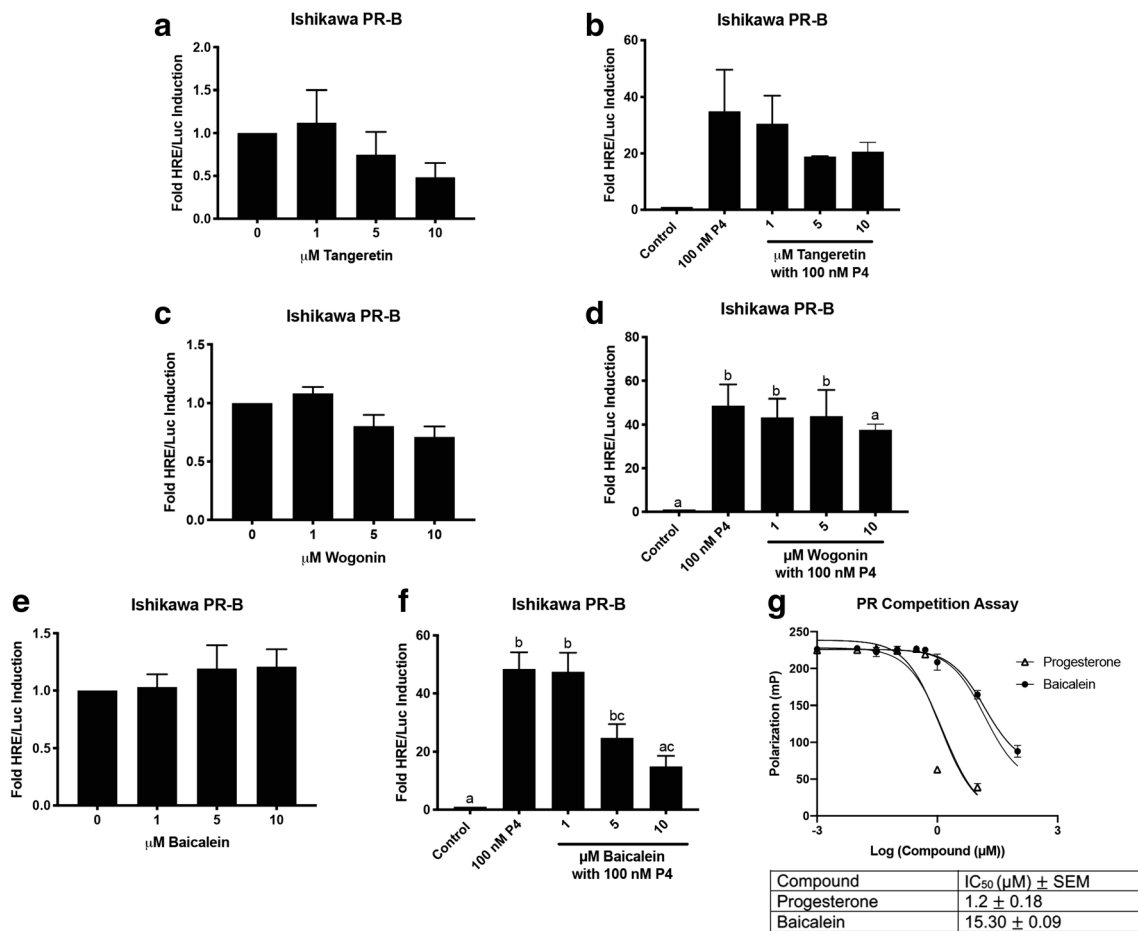 a
Ishikawa PR-B
Fold HRE/Luc Induction
2.0
1.5
1.0
0.5
0.0
0 1 5 10
μM Tangeretin
b
Ishikawa PR-B
Fold HRE/Luc Induction
60
40
20
0
Control 100 nM P4 1 5 10
μM Tangeretin
with 100 nM P4
c
Ishikawa PR-B
Fold HRE/Luc Induction
1.5
1.0
0.5
0.0
0 1 5 10
μM Wogonin
d
Ishikawa PR-B
Fold HRE/Luc Induction
80
60
40
20
0
a b b b a
Control 100 nM P4 1 5 10
μM Wogonin
with 100 nM P4
e
Ishikawa PR-B
Fold HRE/Luc Induction
1.5
1.0
0.5
0.0
0 1 5 10
μM Baicalein
f
Ishikawa PR-B
Fold HRE/Luc Induction
60
40
20
0
a b b bc ac
Control 100 nM P4 1 5 10
μM Baicalein
with 100 nM P4
g
PR Competition Assay
Polarization (mP)
250
200
150
100
50
0
-3 0 3
Log (Compound (μM))
Progesterone
Baicalein
Compound IC50 (μM) ± SEM
Progesterone 1.2 ± 0.18
Baicalein 15.30 ± 0.09